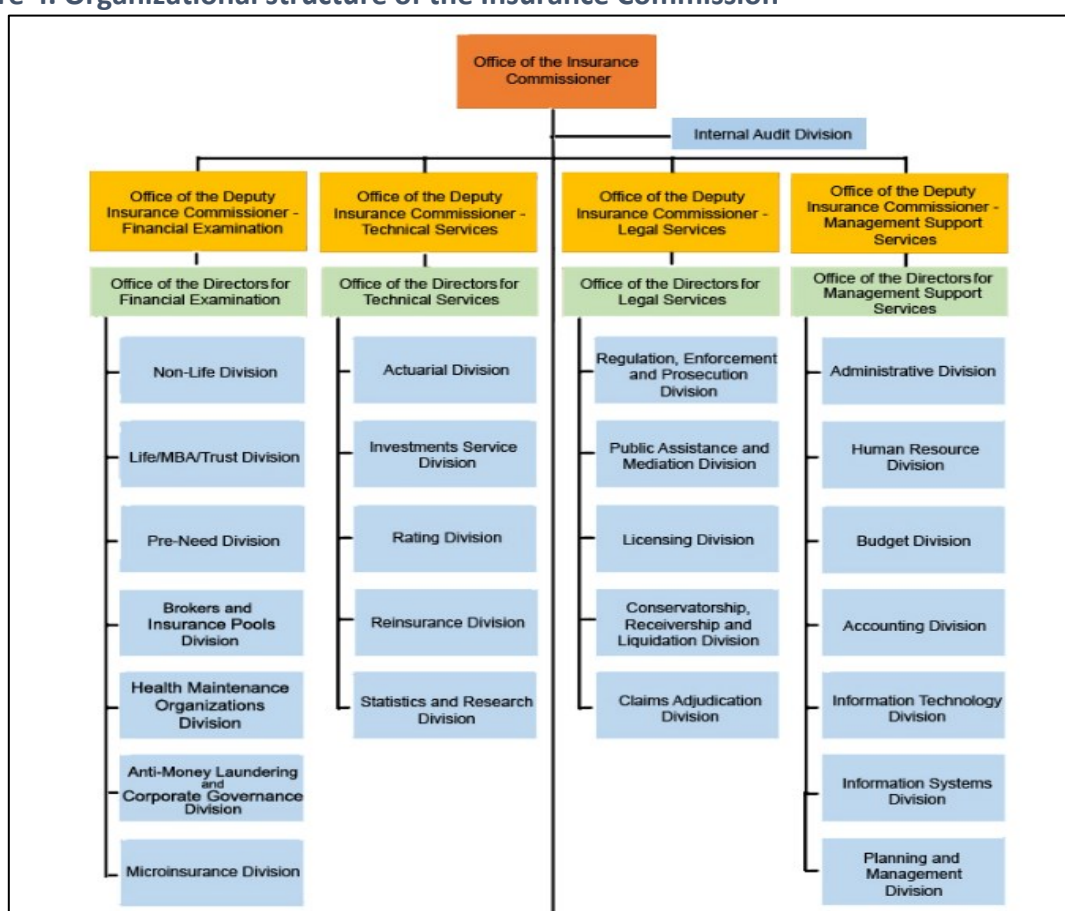 Organizational structure of the Insurance Commission
Office of the Insurance
Commissioner
Internal Audit Division
Office of the Deputy
Insurance Commissioner -
Financial Examination
Office of the Directors for
Financial Examination
Non-Life Division
Life/MBA/Trust Division
Pre-Need Division
Brokers and
Insurance Pools
Division
Health Maintenance
Organizations
Division
Anti-Money Laundering
and
Corporate Governance
Division
Microinsurance Division
Office of the Deputy
Insurance Commissioner -
Technical Services
Office of the Directors for
Technical Services
Actuarial Division
Investments Service
Division
Rating Division
Reinsurance Division
Statistics and Research
Division
Office of the Deputy
Insurance Commissioner -
Legal Services
Office of the Directors for
Legal Services
Regulation, Enforcement
and Prosecution
Division
Public Assistance and
Mediation Division
Licensing Division
Conservatorship,
Receivership and
Liquidation Division
Claims Adjudication
Division
Office of the Deputy
Insurance Commissioner -
Management Support
Services
Office of the Directors for
Management Support
Services
Administrative Division
Human Resource
Division
Budget Division
Accounting Division
Information Technology
Division
Information Systems
Division
Planning and
Management
Division